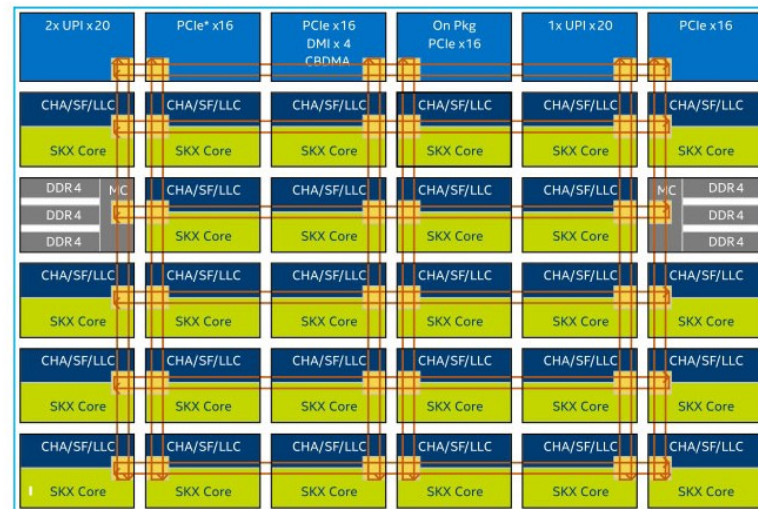 2x UPI x20 PCIe* x16 PCIe x16 On Pkg 1x UPI x20 PCIe x16
DMI x 4 PCIe x16
CBDMA
CHA/SF/LLC CHA/SF/LLC CHA/SF/LLC CHA/SF/LLC CHA/SF/LLC CHA/SF/LLC
SKX Core SKX Core SKX Core SKX Core SKX Core SKX Core
DDR4 MC CHA/SF/LLC CHA/SF/LLC CHA/SF/LLC CHA/SF/LLC MC DDR4
DDR4 DDR4
DDR4 SKX Core SKX Core SKX Core SKX Core DDR4
CHA/SF/LLC CHA/SF/LLC CHA/SF/LLC CHA/SF/LLC CHA/SF/LLC CHA/SF/LLC
SKX Core SKX Core SKX Core SKX Core SKX Core SKX Core
CHA/SF/LLC CHA/SF/LLC CHA/SF/LLC CHA/SF/LLC CHA/SF/LLC CHA/SF/LLC
SKX Core SKX Core SKX Core SKX Core SKX Core SKX Core
CHA/SF/LLC CHA/SF/LLC CHA/SF/LLC CHA/SF/LLC CHA/SF/LLC CHA/SF/LLC
SKX Core SKX Core SKX Core SKX Core SKX Core SKX Core